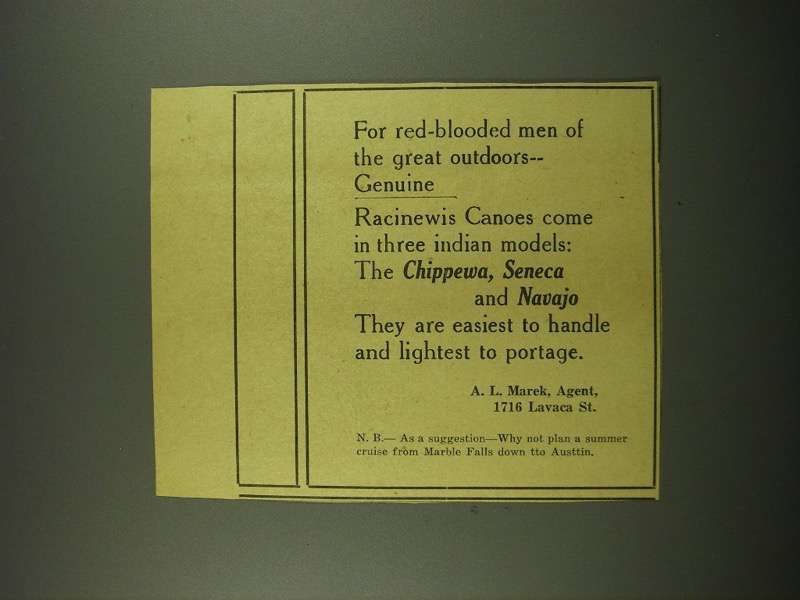 For red-blooded men of
the great outdoors--
Genuine
Racinewis Canoes come
in three indian models:
The Chippewa, Seneca
and Navajo
They are easiest to handle
and lightest to portage.
A. L. Marek, Agent,
1716 Lavaca St.
N. B.— As a suggestion—Why not plan a summer
cruise from Marble Falls down tto Austtin.